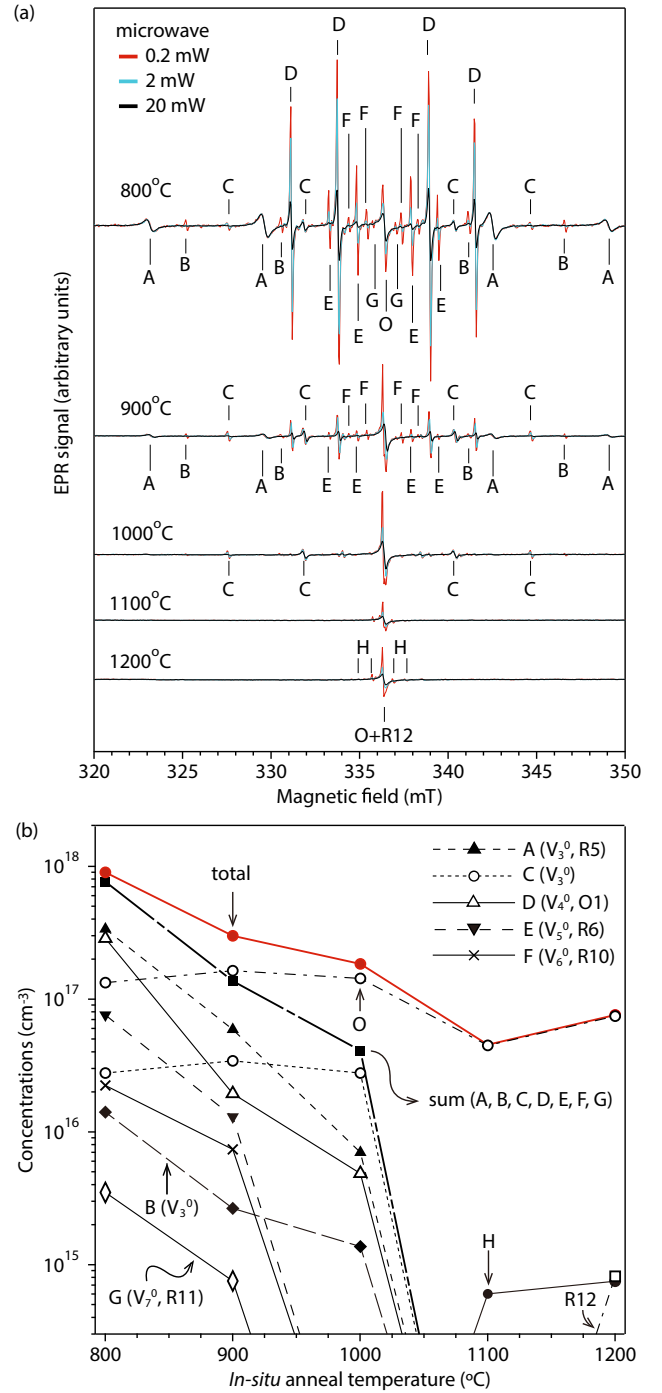 (a)
microwave
0.2 mW
2 mW
20 mW
D
D D
D
F F F F
C C C C
800°C
A B A B E E G O G E E B A B A
C C F F F F C C
900°C
A B A B E E E E B A B A
1000°C
C C C C
1100°C
1200°C
H H
O+R12
320 330 335 340 345 350
Magnetic field (mT)
EPR signal (arbitrary units)
(b)
10¹⁸
10¹⁷
10¹⁶
10¹⁵
Concentrations (cm⁻³)
total
A (V₃⁰, R5)
C (V₃⁰)
D (V₄⁰, O1)
E (V₅⁰, R6)
F (V₆⁰, R10)
O
sum (A, B, C, D, E, F, G)
B (V₃⁰)
G (V₇⁰, R11)
H
R12
800 900 1000 1100 1200
In-situ anneal temperature (°C)